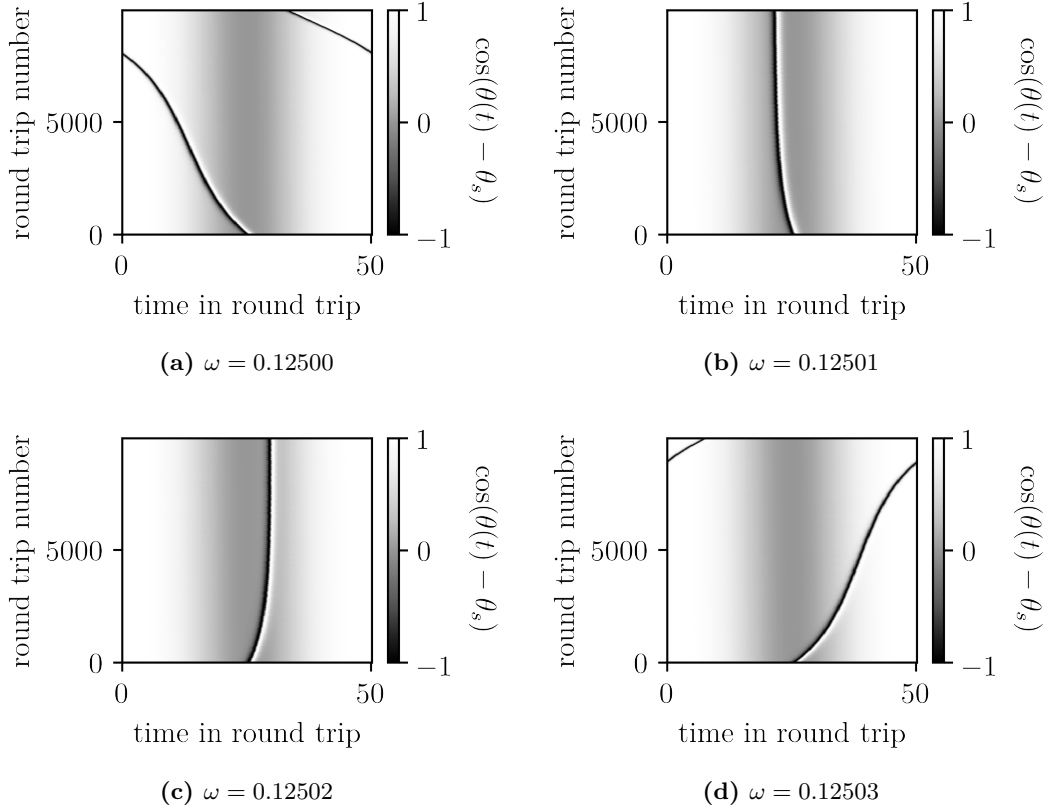 round trip number
5000
0
0
50
time in round trip
1
0
−1
cos(θ(t) − θₛ)
(a) ω = 0.12500
round trip number
5000
0
0
50
time in round trip
1
0
−1
cos(θ(t) − θₛ)
(b) ω = 0.12501
round trip number
5000
0
0
50
time in round trip
1
0
−1
cos(θ(t) − θₛ)
(c) ω = 0.12502
round trip number
5000
0
0
50
time in round trip
1
0
−1
cos(θ(t) − θₛ)
(d) ω = 0.12503